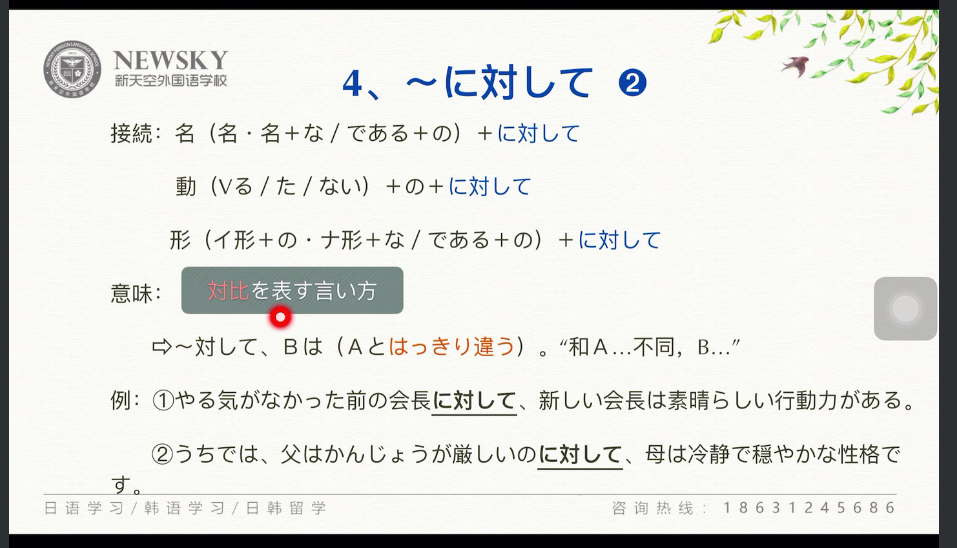 NEWSKY
新天空外国语学校
4、～に対して ❷
接続：名（名・名＋な / である＋の）＋に対して
動（Vる / た / ない）＋の＋に対して
形（イ形＋の・ナ形＋な / である＋の）＋に対して
意味：対比を表す言い方
⇨～対して、Ｂは（Ａとはっきり違う）。“和Ａ…不同，B…”
例：①やる気がなかった前の会長に対して、新しい会長は素晴らしい行動力がある。
②うちでは、父はかんじょうが厳しいのに対して、母は冷静で穏やかな性格で
す。
日语学习/韩语学习/日韩留学
咨询热线：18631245686